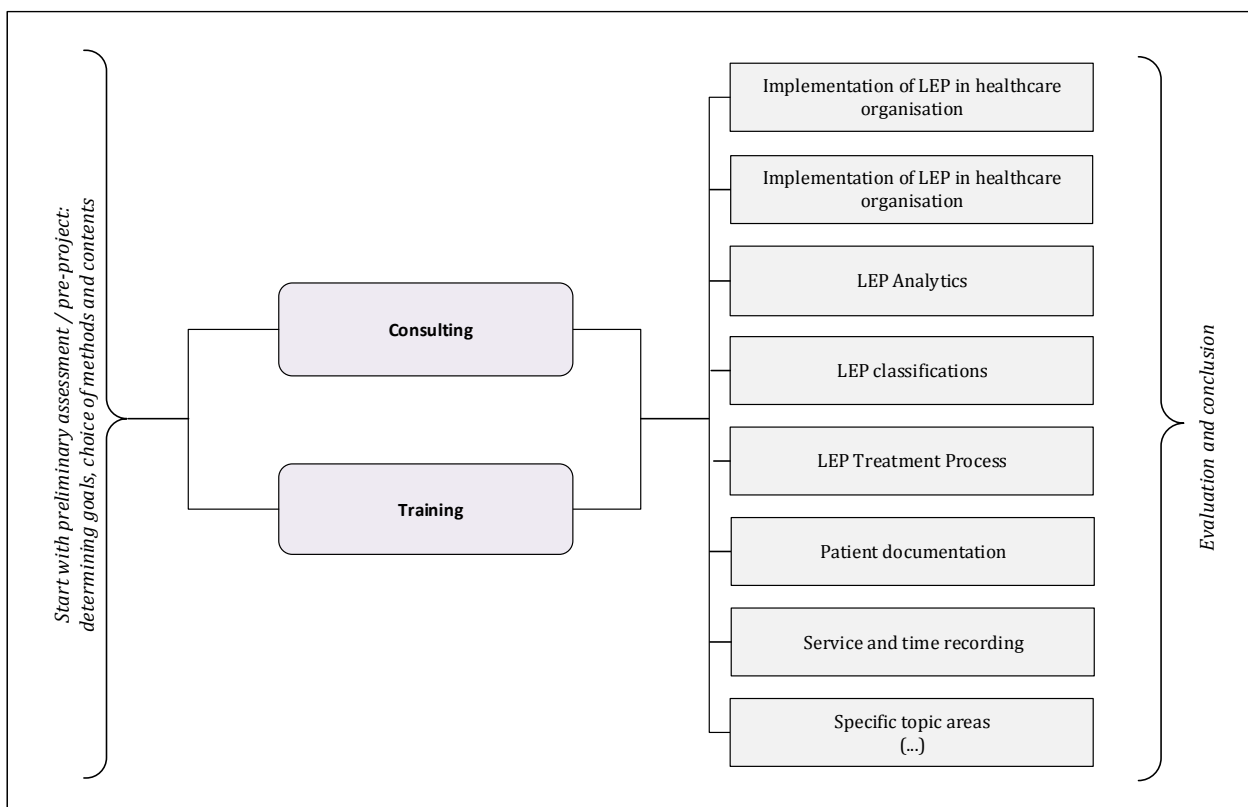 Start with preliminary assessment / pre-project:
determining goals, choice of methods and contents
Consulting
Training
Implementation of LEP in healthcare
organisation
Implementation of LEP in healthcare
organisation
LEP Analytics
LEP classifications
LEP Treatment Process
Patient documentation
Service and time recording
Specific topic areas
(...)
Evaluation and conclusion